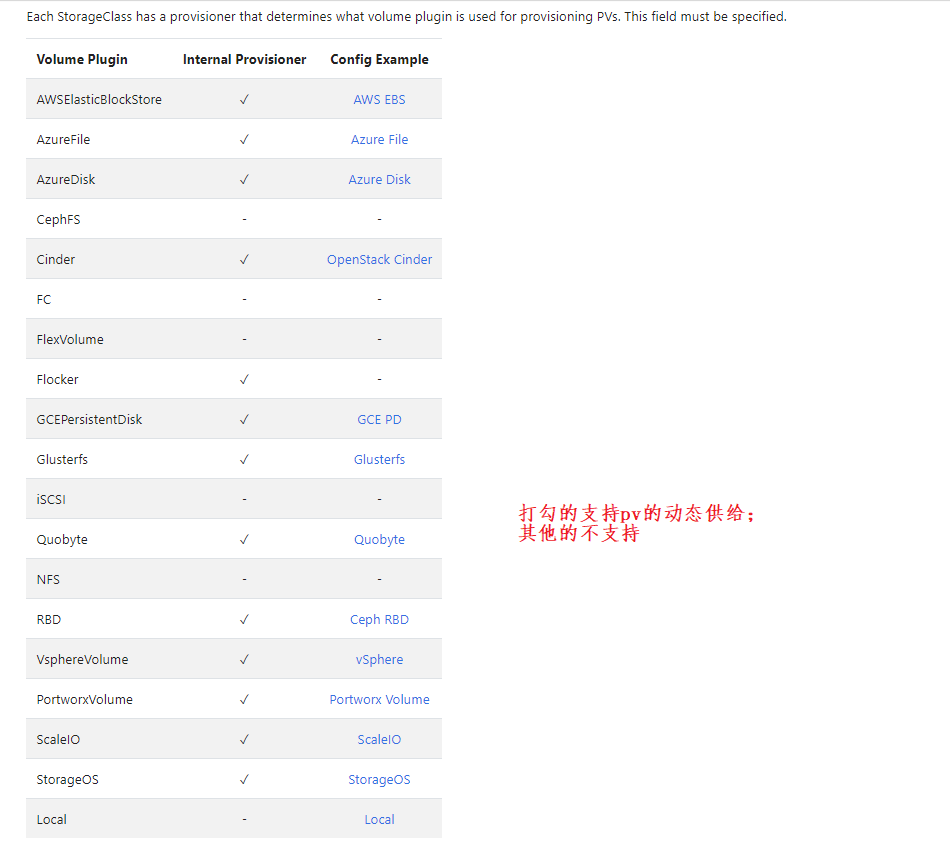 Each StorageClass has a provisioner that determines what volume plugin is used for provisioning PVs. This field must be specified.
Volume Plugin Internal Provisioner Config Example
AWSElasticBlockStore ✓ AWS EBS
AzureFile ✓ Azure File
AzureDisk ✓ Azure Disk
CephFS - -
Cinder ✓ OpenStack Cinder
FC - -
FlexVolume - -
Flocker ✓ -
GCEPersistentDisk ✓ GCE PD
Glusterfs ✓ Glusterfs
iSCSI - -
Quobyte ✓ Quobyte
NFS - -
RBD ✓ Ceph RBD
VsphereVolume ✓ vSphere
PortworxVolume ✓ Portworx Volume
ScaleIO ✓ ScaleIO
StorageOS ✓ StorageOS
Local - Local
打勾的支持pv的动态供给；
其他的不支持